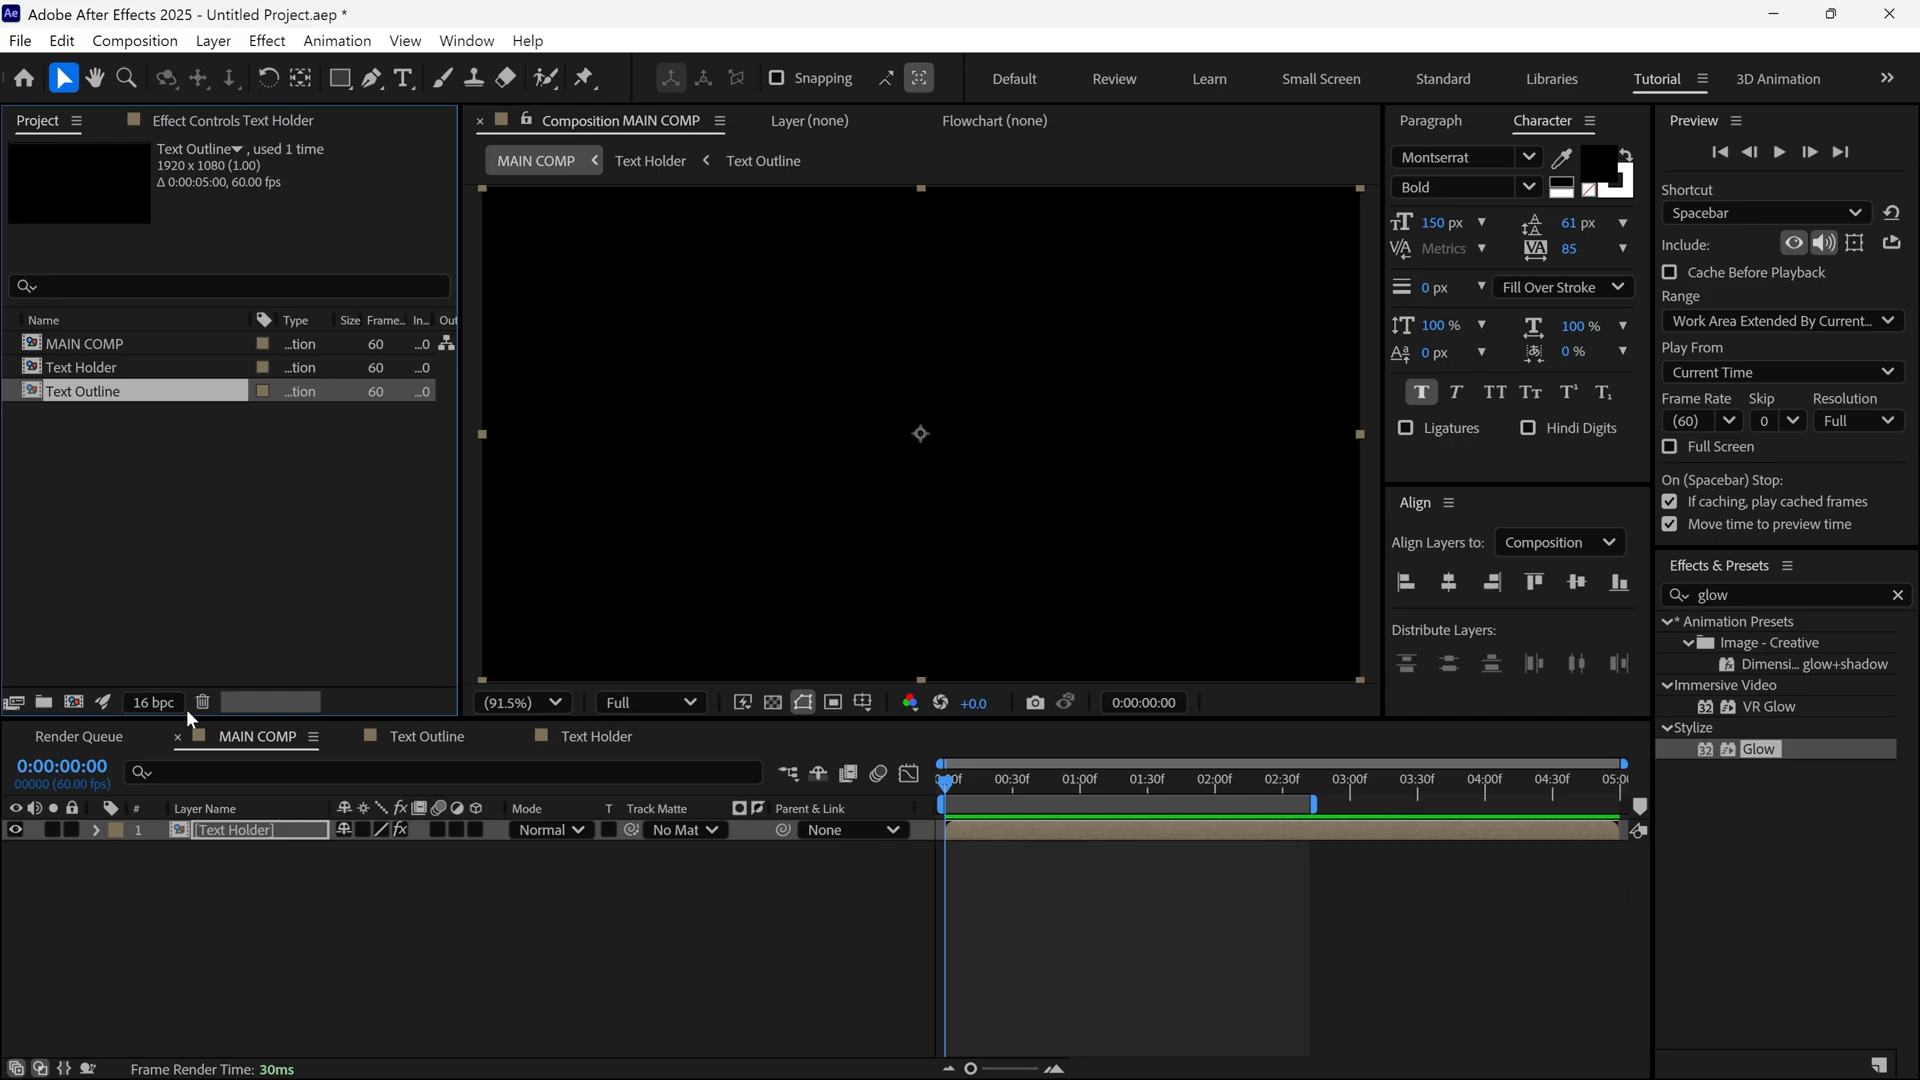 Adobe After Effects 2025 - Untitled Project.aep *
File Edit Composition Layer Effect Animation View Window Help
Snapping Default Review Learn Small Screen Standard Libraries Tutorial 3D Animation
Project Effect Controls Text Holder
Text Outline , used 1 time
1920 x 1080 (1.00)
Δ 0:00:05:00, 60.00 fps
Name Type Size Frame... In... Out
MAIN COMP ...tion 60 ...0
Text Holder ...tion 60 ...0
Text Outline ...tion 60 ...0
16 bpc
Composition MAIN COMP Layer (none) Flowchart (none)
MAIN COMP Text Holder Text Outline
(91.5%) Full +0.0 0:00:00:00
Paragraph Character
Montserrat
Bold
150 px 61 px
Metrics 85
0 px Fill Over Stroke
100 % 100 %
0 px 0 %
Ligatures Hindi Digits
Align
Align Layers to: Composition
Distribute Layers:
Preview
Shortcut
Spacebar
Include:
Cache Before Playback
Range
Work Area Extended By Current...
Play From
Current Time
Frame Rate Skip Resolution
(60) 0 Full
Full Screen
On (Spacebar) Stop:
If caching, play cached frames
Move time to preview time
Effects & Presets
glow
* Animation Presets
Image - Creative
Dimensi... glow+shadow
Immersive Video
VR Glow
Stylize
Glow
Render Queue MAIN COMP Text Outline Text Holder
0:00:00:00
00000 (60.00 fps)
00:30f 01:00f 01:30f 02:00f 02:30f 03:00f 03:30f 04:00f 04:30f
# Layer Name Mode T Track Matte Parent & Link
1 [Text Holder] Normal No Mat None
Frame Render Time: 30ms